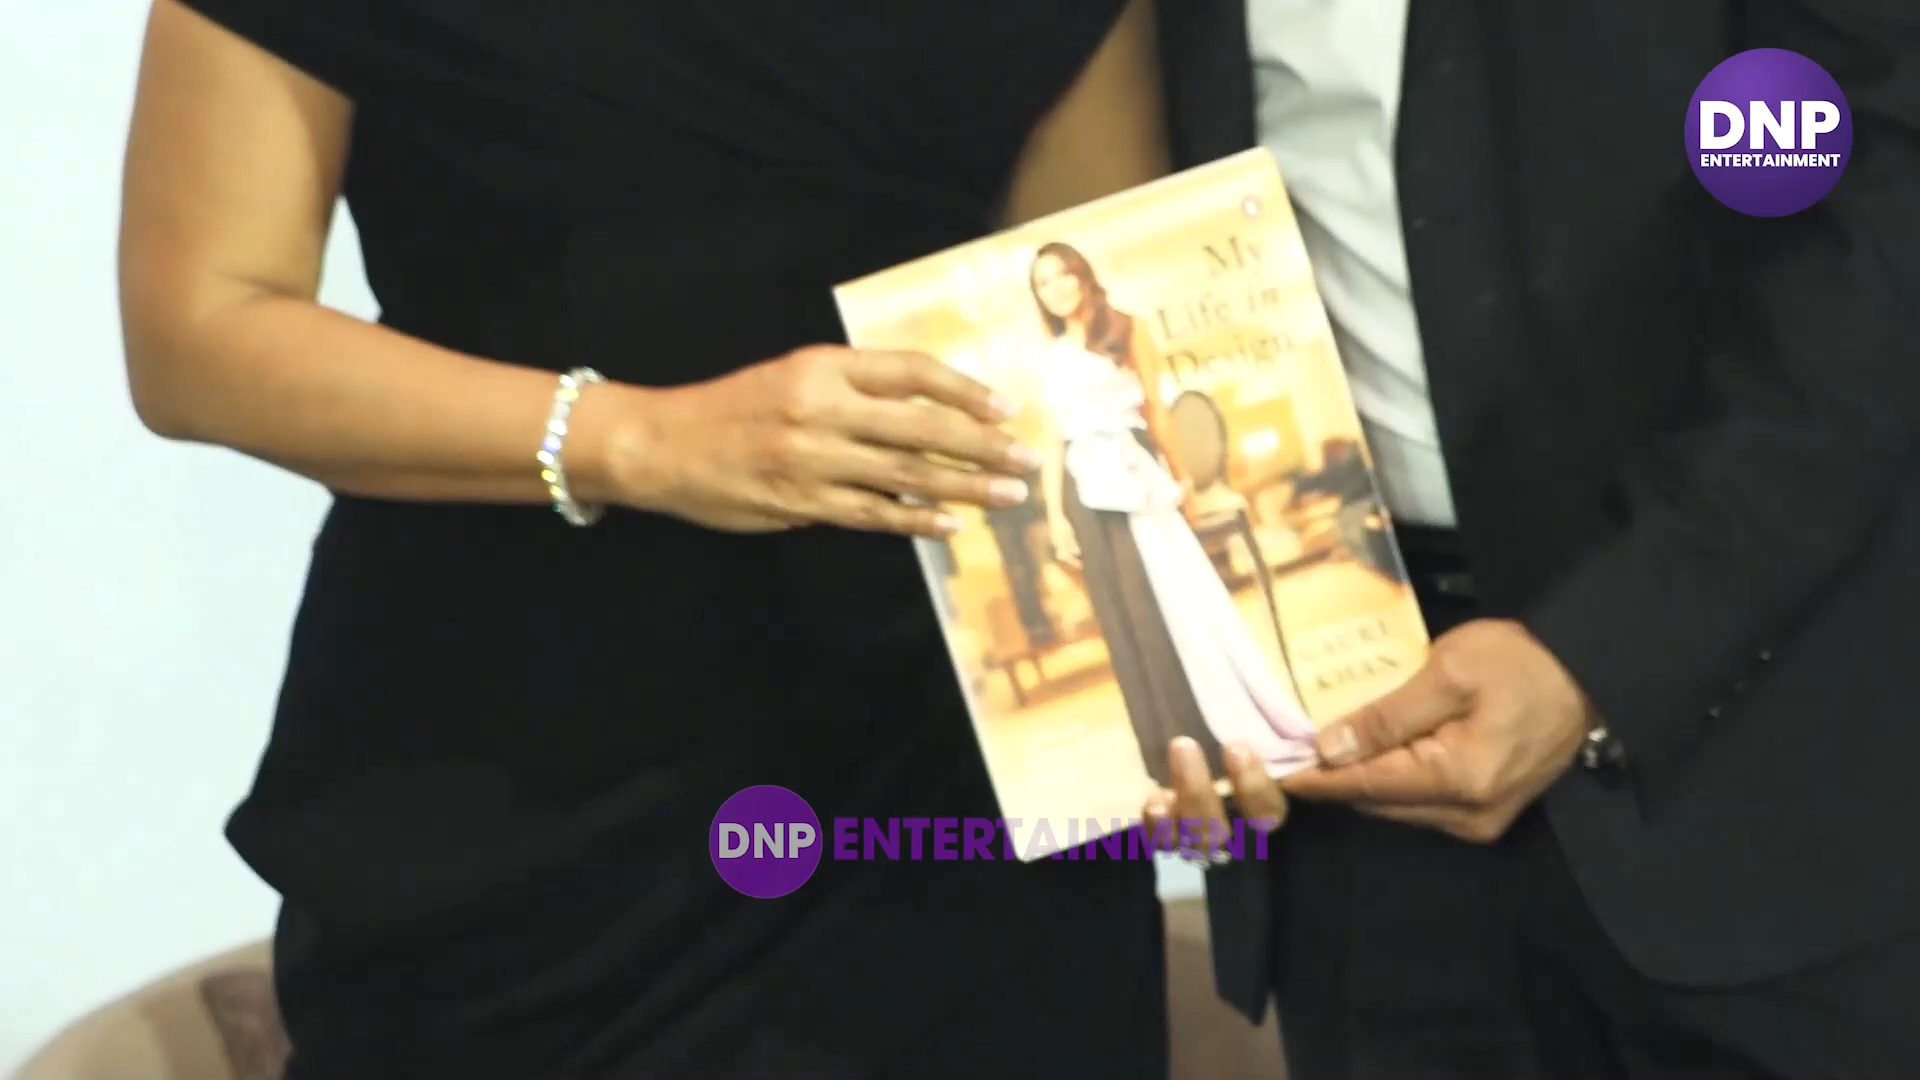 DNP
ENTERTAINMENT
My
Life in
Design
GAURI
KHAN
DNP ENTERTAINMENT